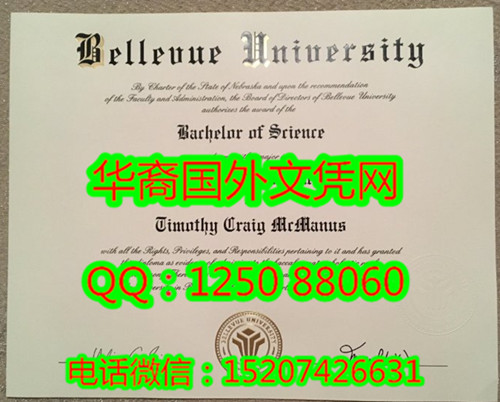 Bellevue University
By Charter of the State of Nebraska and upon the recommendation
of the Faculty and Administration, the Board of Directors of Bellevue University
authorizes the award of the
Bachelor of Science
华裔国外文凭网
Timothy Craig McManus
with all the Rights, Privileges, and Responsibilities pertaining to it and has granted
QQ：1250 88060
BELLEVUE UNIVERSITY
电话微信：15207426631